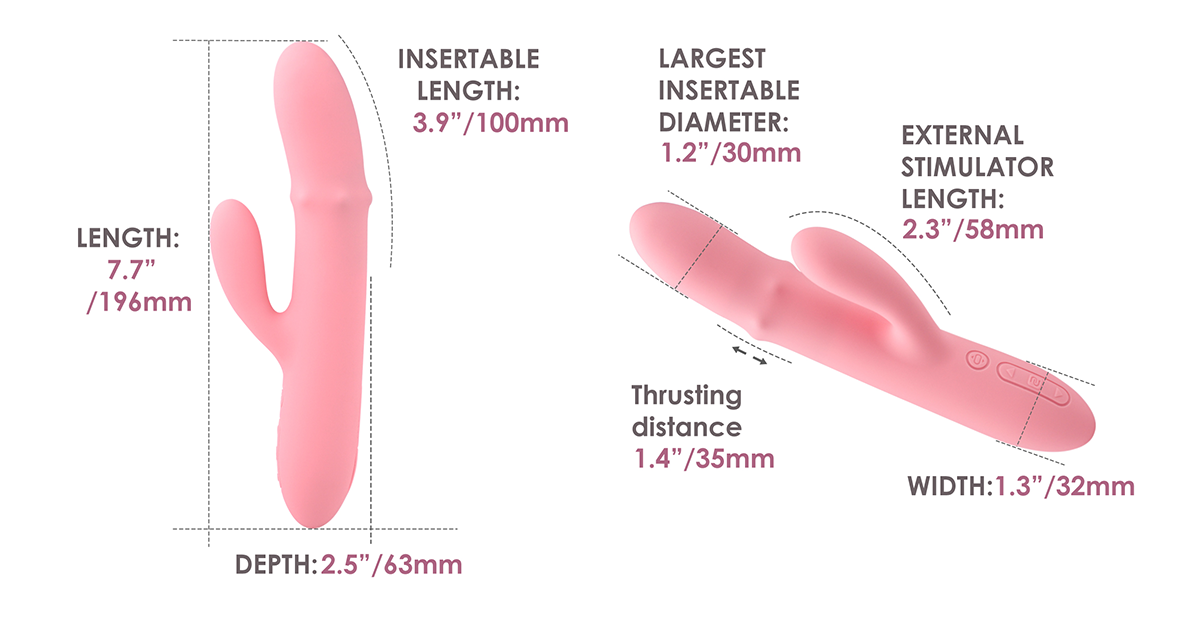 INSERTABLE
LENGTH:
3.9”/100mm
LENGTH:
7.7”
/196mm
DEPTH:2.5”/63mm
LARGEST
INSERTABLE
DIAMETER:
1.2”/30mm
EXTERNAL
STIMULATOR
LENGTH:
2.3”/58mm
Thrusting
distance
1.4”/35mm
WIDTH:1.3”/32mm